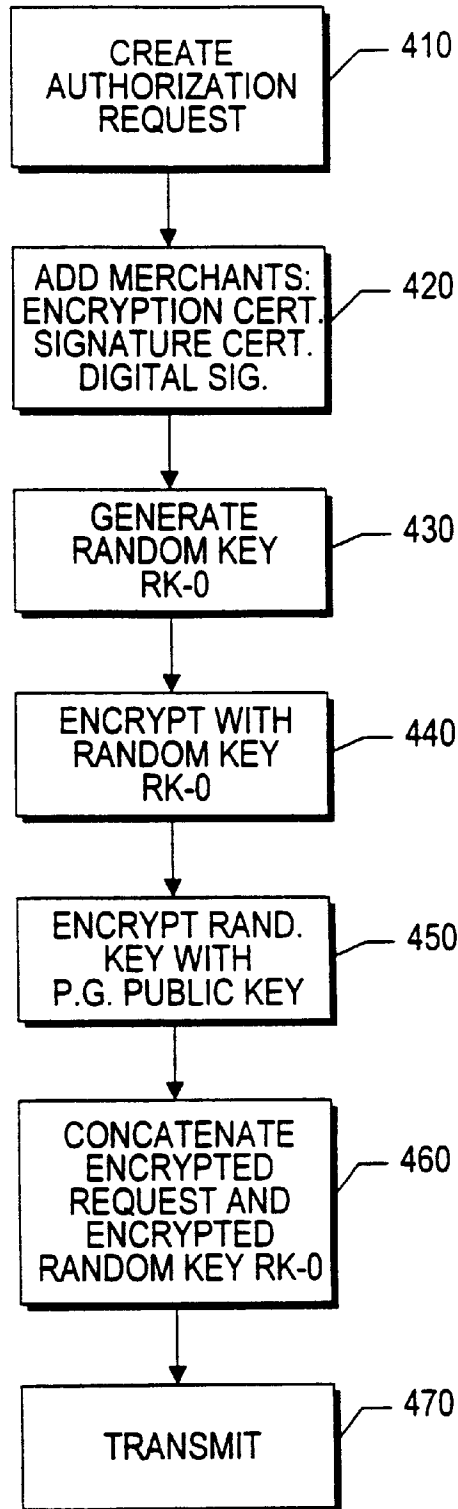 CREATE
AUTHORIZATION
REQUEST
410
ADD MERCHANTS:
ENCRYPTION CERT.
SIGNATURE CERT.
DIGITAL SIG.
420
GENERATE
RANDOM KEY
RK-0
430
ENCRYPT WITH
RANDOM KEY
RK-0
440
ENCRYPT RAND.
KEY WITH
P.G. PUBLIC KEY
450
CONCATENATE
ENCRYPTED
REQUEST AND
ENCRYPTED
RANDOM KEY RK-0
460
TRANSMIT
470